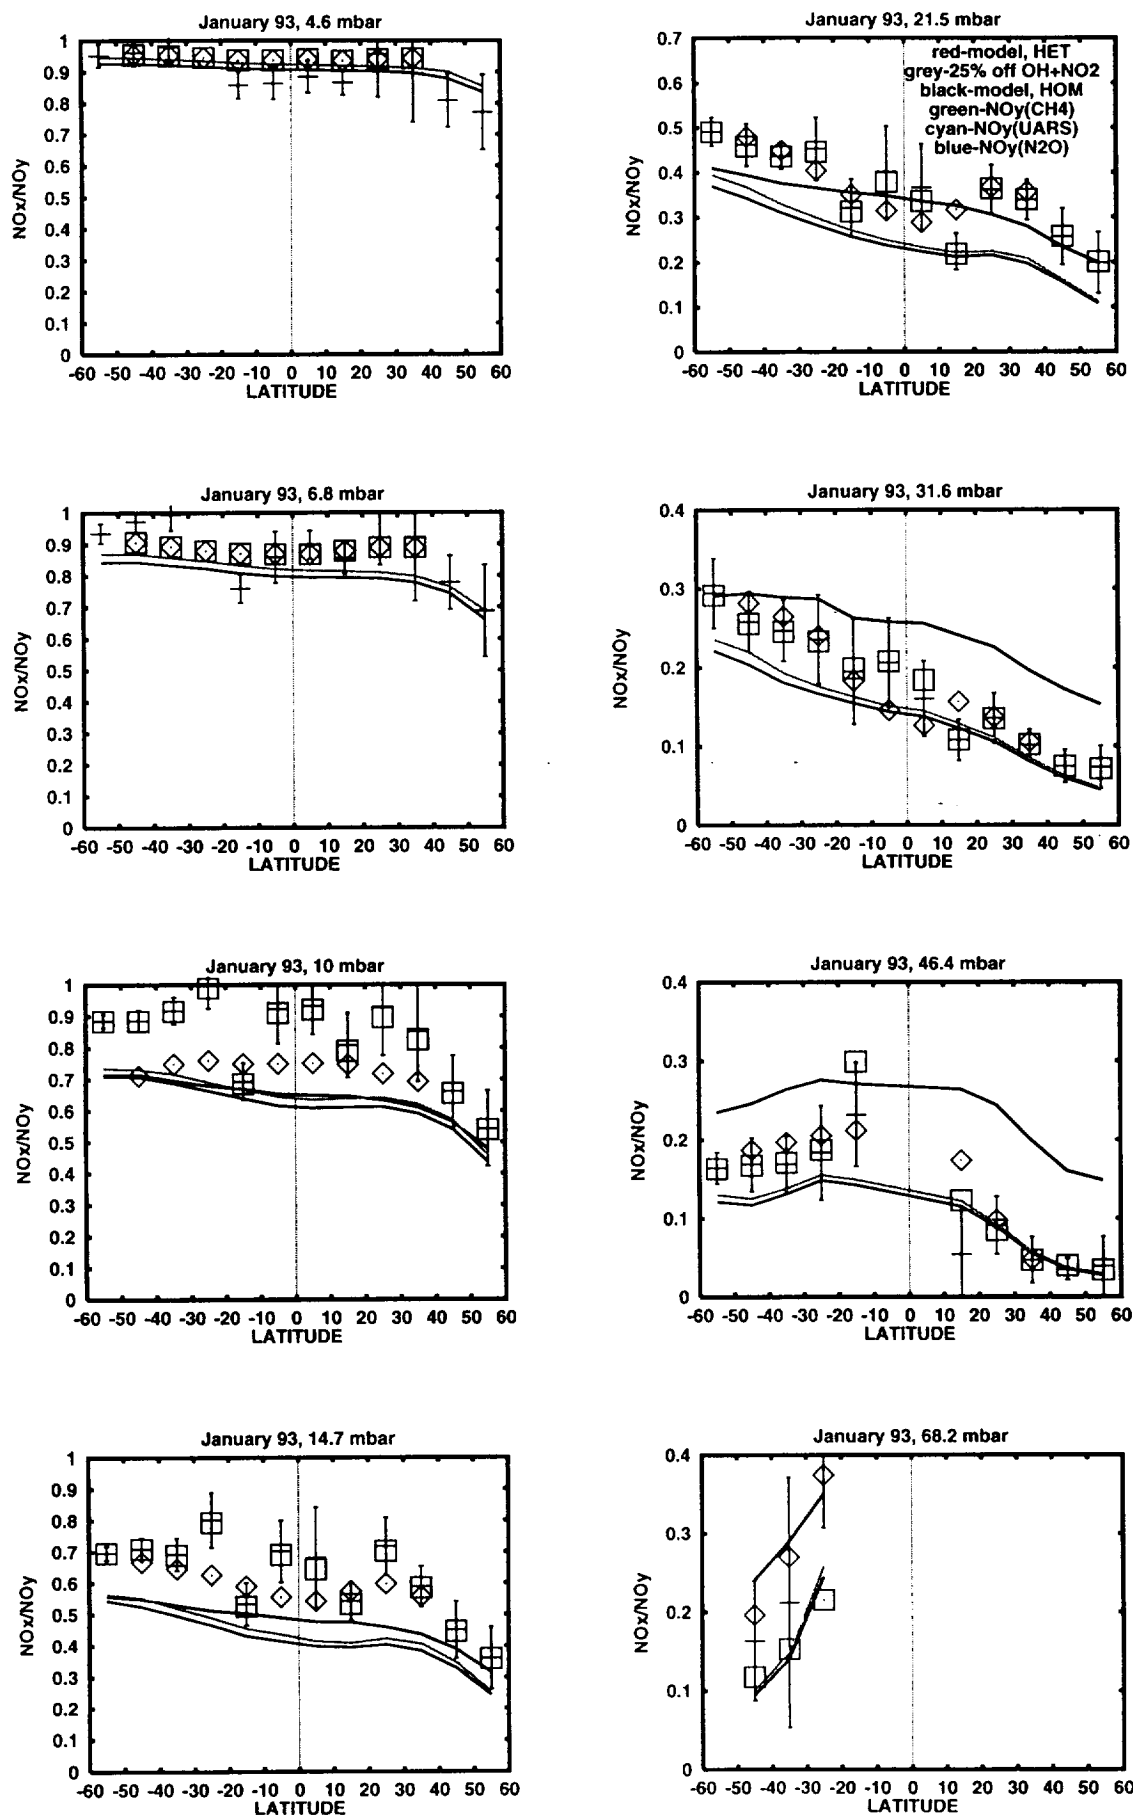 January 93, 4.6 mbar
1
0.9
0.8
0.7
0.6
0.5
0.4
0.3
0.2
0.1
0
NOx/NOy
-60 -50 -40 -30 -20 -10 0 10 20 30 40 50 60
LATITUDE
January 93, 6.8 mbar
1
0.9
0.8
0.7
0.6
0.5
0.4
0.3
0.2
0.1
0
NOx/NOy
-60 -50 -40 -30 -20 -10 0 10 20 30 40 50 60
LATITUDE
January 93, 10 mbar
1
0.9
0.8
0.7
0.6
0.5
0.4
0.3
0.2
0.1
0
NOx/NOy
-60 -50 -40 -30 -20 -10 0 10 20 30 40 50 60
LATITUDE
January 93, 14.7 mbar
1
0.9
0.8
0.7
0.6
0.5
0.4
0.3
0.2
0.1
0
NOx/NOy
-60 -50 -40 -30 -20 -10 0 10 20 30 40 50 60
LATITUDE
January 93, 21.5 mbar
red-model, HET
grey-25% off OH+NO2
black-model, HOM
green-NOy(CH4)
cyan-NOy(UARS)
blue-NOy(N2O)
0.7
0.6
0.5
0.4
0.3
0.2
0.1
0
NOx/NOy
-60 -50 -40 -30 -20 -10 0 10 20 30 40 50 60
LATITUDE
January 93, 31.6 mbar
0.4
0.3
0.2
0.1
0
NOx/NOy
-60 -50 -40 -30 -20 -10 0 10 20 30 40 50 60
LATITUDE
January 93, 46.4 mbar
0.4
0.3
0.2
0.1
0
NOx/NOy
-60 -50 -40 -30 -20 -10 0 10 20 30 40 50 60
LATITUDE
January 93, 68.2 mbar
0.4
0.3
0.2
0.1
0
NOx/NOy
-60 -50 -40 -30 -20 -10 0 10 20 30 40 50 60
LATITUDE